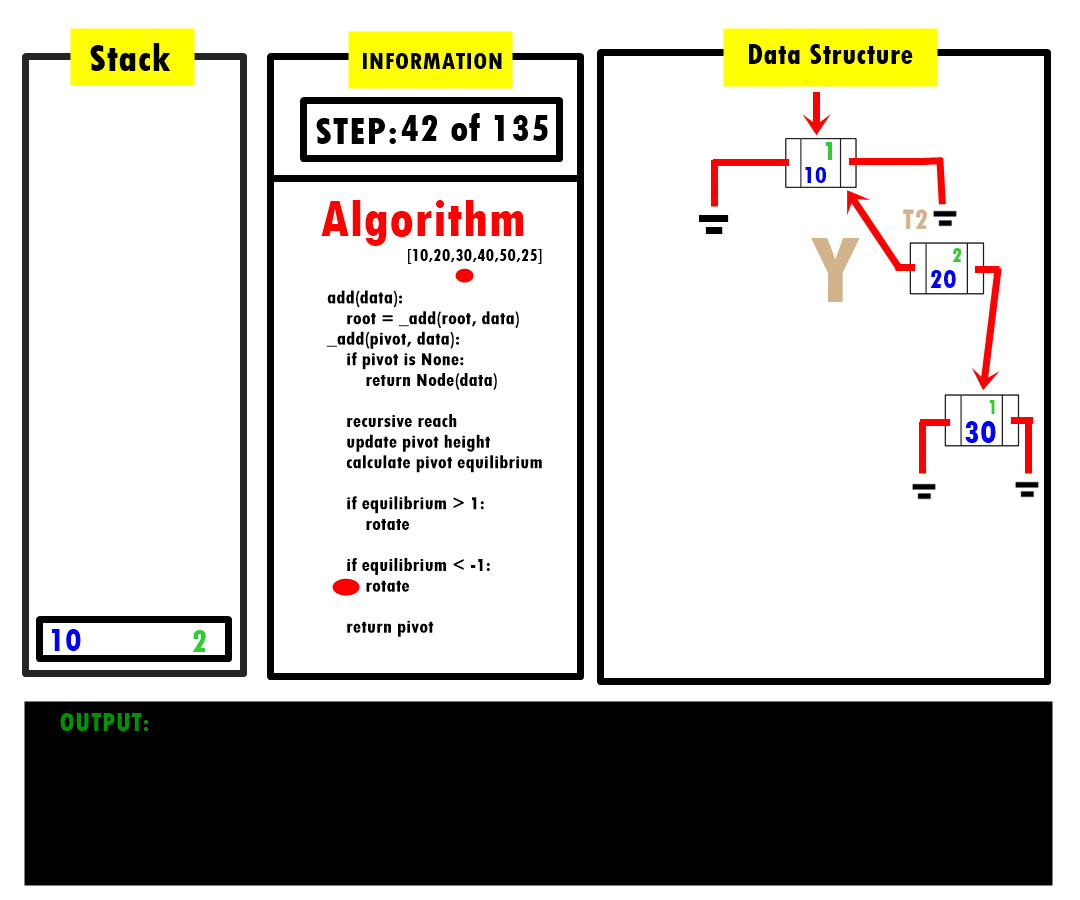 Stack
10 2
INFORMATION
STEP:42 of 135
Algorithm
[10,20,30,40,50,25]
add(data):
root = _add(root, data)
_add(pivot, data):
if pivot is None:
return Node(data)
recursive reach
update pivot height
calculate pivot equilibrium
if equilibrium > 1:
rotate
if equilibrium < -1:
rotate
return pivot
Data Structure
1
10
T2
Y
2
20
1
30
OUTPUT: